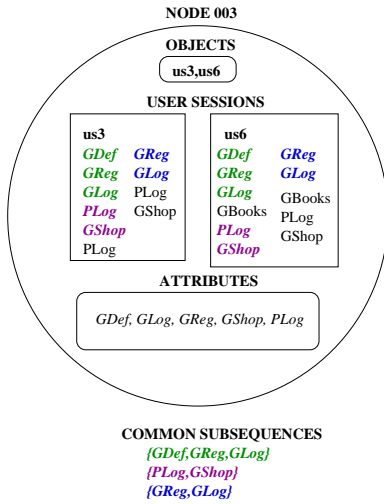 NODE 003
OBJECTS
us3,us6
USER SESSIONS
us3
GDef GReg
GReg GLog
GLog PLog
PLog GShop
GShop
PLog
us6
GDef GReg
GReg GLog
GLog
GBooks GBooks
PLog PLog
GShop GShop
ATTRIBUTES
GDef, GLog, GReg, GShop, PLog
COMMON SUBSEQUENCES
{GDef,GReg,GLog}
{PLog,GShop}
{GReg,GLog}